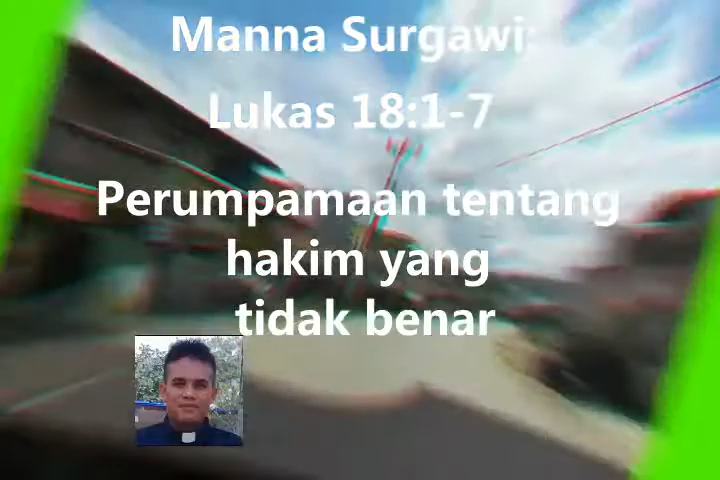 Manna Surgawi:
Lukas 18:1-7
Perumpamaan tentang
hakim yang
tidak benar